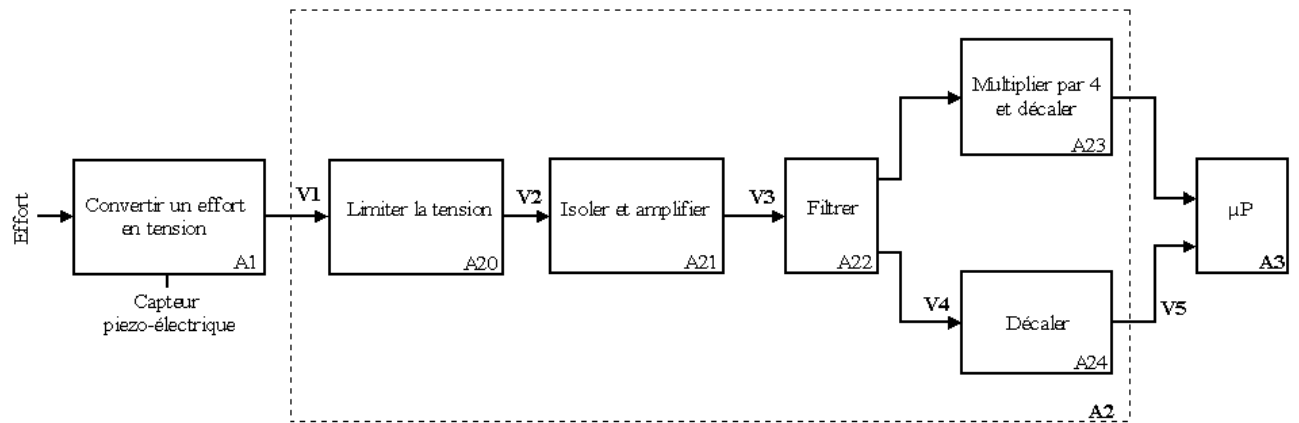 Effort
Convertir un effort
en tension
A1
Capteur
piezo-électrique
V1
Limiter la tension
A20
V2
Isoler et amplifier
A21
V3
Filtrer
A22
Multiplier par 4
et décaler
A23
V4
Décaler
A24
V5
µP
A3
A2